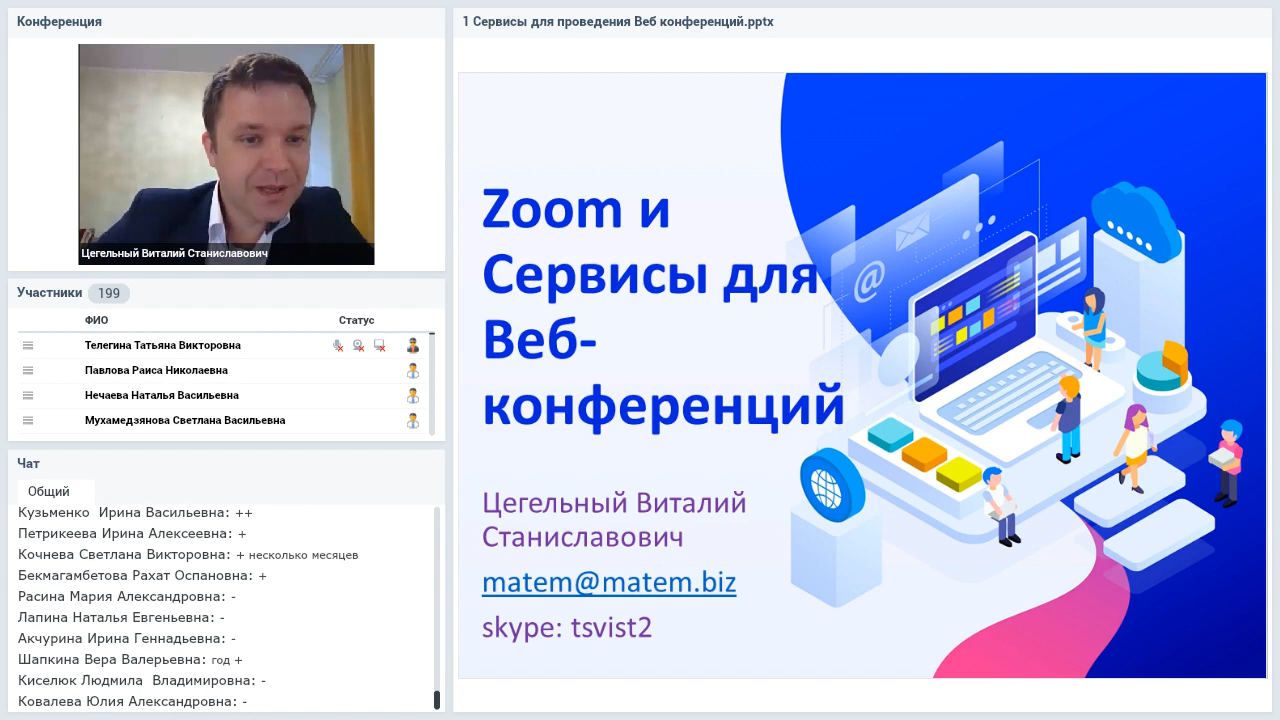 Конференция
Цегельный Виталий Станиславович
Участники 199
ФИО Статус
Телегина Татьяна Викторовна
Павлова Раиса Николаевна
Нечаева Наталья Васильевна
Мухамедзянова Светлана Васильевна
Чат
Общий
Кузьменко  Ирина Васильевна: ++
Петрикеева Ирина Алексеевна: +
Кочнева Светлана Викторовна: + несколько месяцев
Бекмагамбетова Рахат Оспановна: +
Расина Мария Александровна: -
Лапина Наталья Евгеньевна: -
Акчурина Ирина Геннадьевна: -
Шапкина Вера Валерьевна: год +
Киселюк Людмила  Владимировна: -
Ковалева Юлия Александровна: -
1 Сервисы для проведения Веб конференций.pptx
Zoom и
Сервисы для
Веб-
конференций
@
Цегельный Виталий
Станиславович
matem@matem.biz
skype: tsvist2